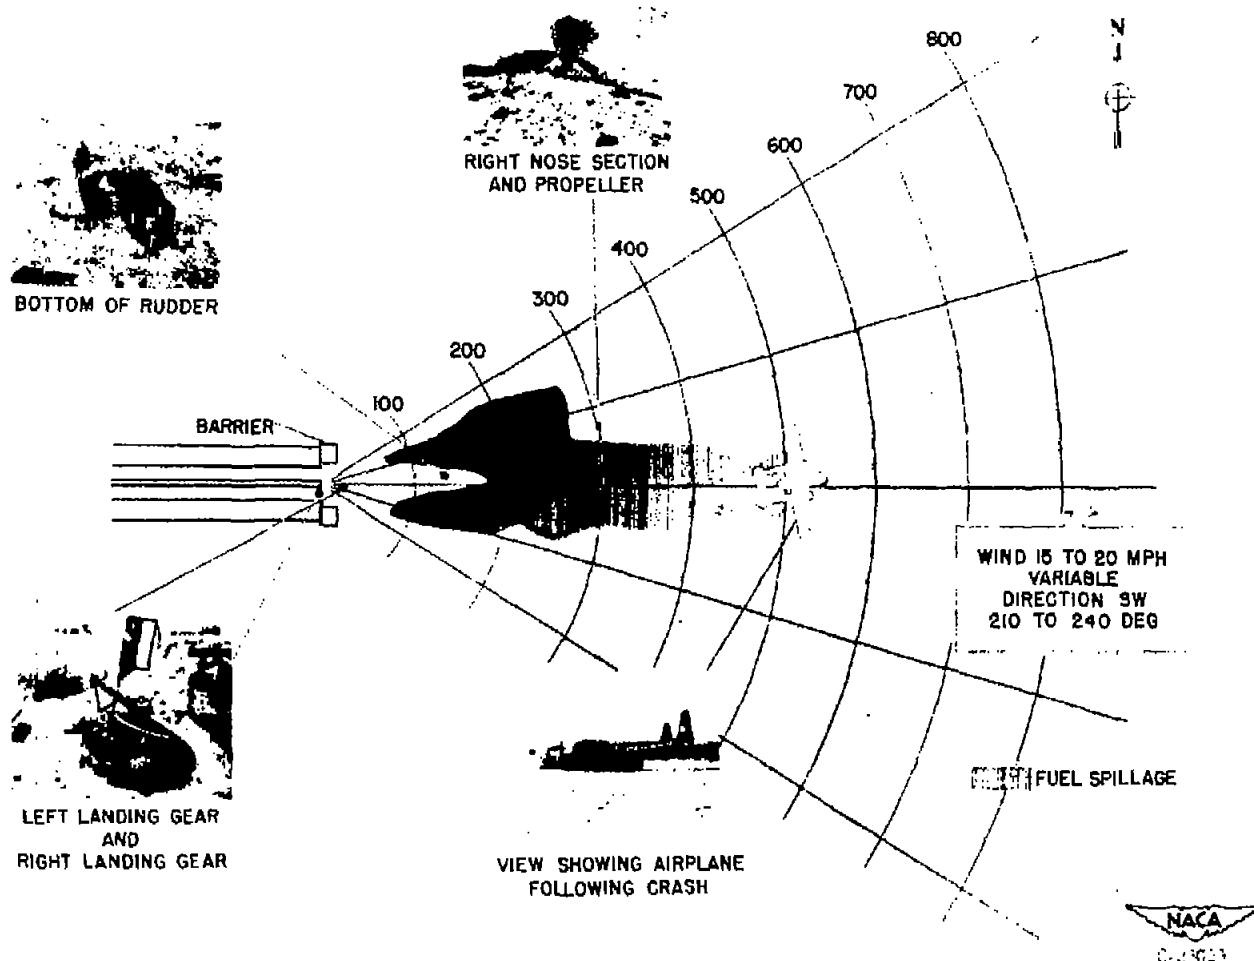 800
N
700
RIGHT NOSE SECTION
AND PROPELLER
600
500
400
BOTTOM OF RUDDER
300
200
100
BARRIER
WIND 15 TO 20 MPH
VARIABLE
DIRECTION SW
210 TO 240 DEG
FUEL SPILLAGE
LEFT LANDING GEAR
AND
RIGHT LANDING GEAR
VIEW SHOWING AIRPLANE
FOLLOWING CRASH
NACA